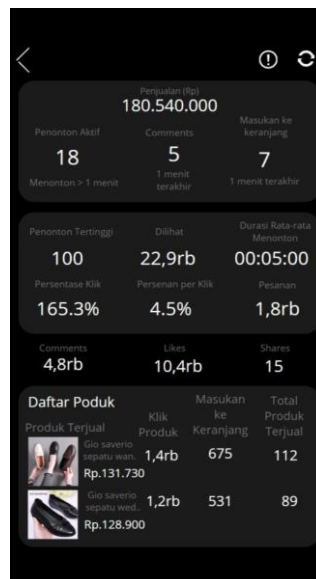 Penjualan (Rp)
180.540.000
Penonton Aktif
18
Menonton > 1 menit
Comments
5
1 menit
terakhir
Masukan ke
keranjang
7
1 menit terakhir
Penonton Tertinggi
100
Dilihat
22,9rb
Durasi Rata-rata
Menonton
00:05:00
Persentase Klik
165.3%
Persenan per Klik
4.5%
Pesanan
1,8rb
Comments
4,8rb
Likes
10,4rb
Shares
15
Daftar Poduk
Produk Terjual
Klik
Produk
Masukan
ke
Keranjang
Total
Produk
Terjual
Gio saverio
sepatu wan.
Rp.131.730
1,4rb
675
112
Gio saverio
sepatu wed..
Rp.128.900
1,2rb
531
89